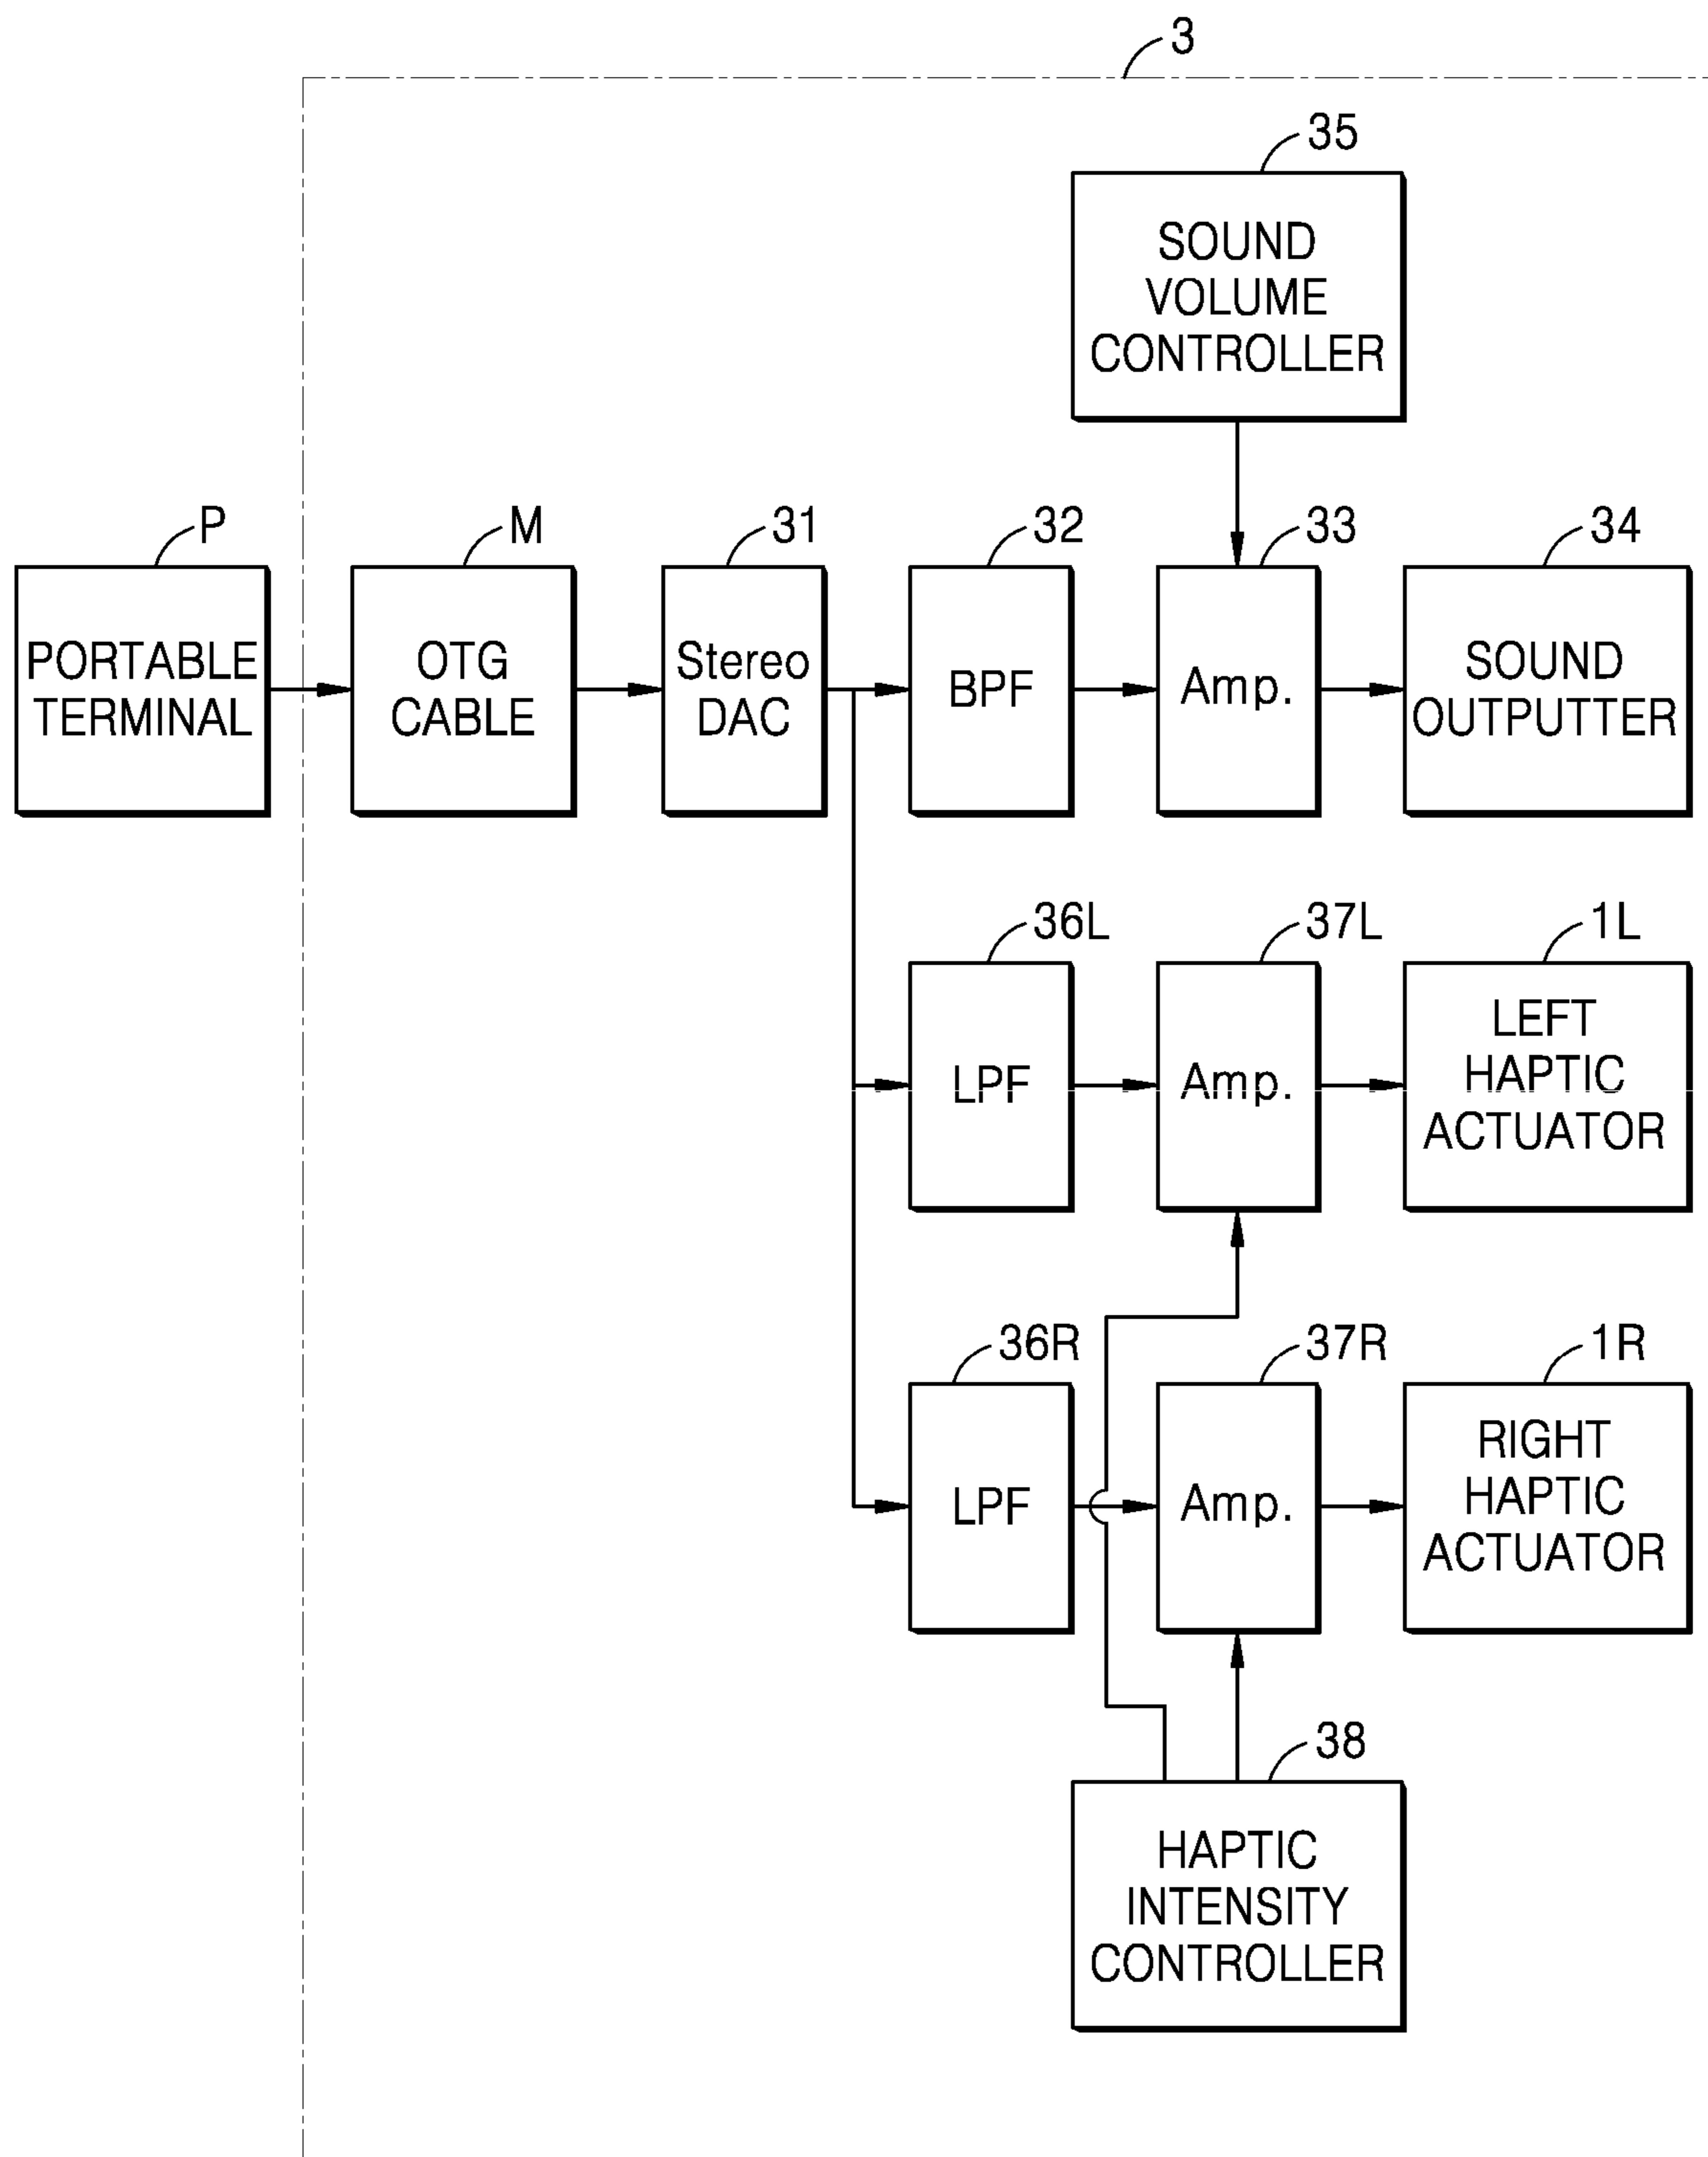 3
35
SOUND
VOLUME
CONTROLLER
P
M
31
32
33
34
PORTABLE
TERMINAL
OTG
CABLE
Stereo
DAC
BPF
Amp.
SOUND
OUTPUTTER
36L
37L
1L
LPF
Amp.
LEFT
HAPTIC
ACTUATOR
36R
37R
1R
LPF
Amp.
RIGHT
HAPTIC
ACTUATOR
38
HAPTIC
INTENSITY
CONTROLLER